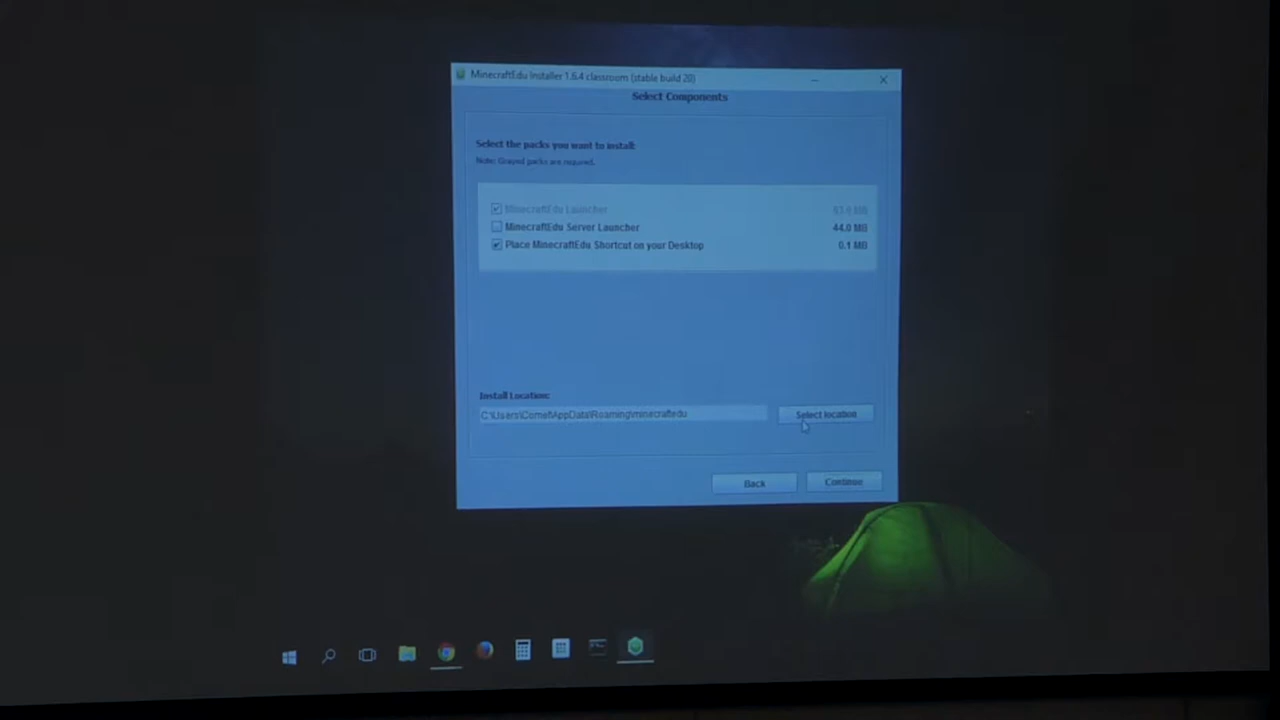 MinecraftEdu Installer 1.6.4 classroom (stable build 20)
Select Components
Select the packs you want to install:
Note: Grayed packs are required.
MinecraftEdu Launcher MB
MinecraftEdu Server Launcher 44.0 MB
Place MinecraftEdu Shortcut on your Desktop 0.1 MB
Install Location:
C:\Users\Comet\AppData\Roaming\minecraftedu
Select location
Back
Continue